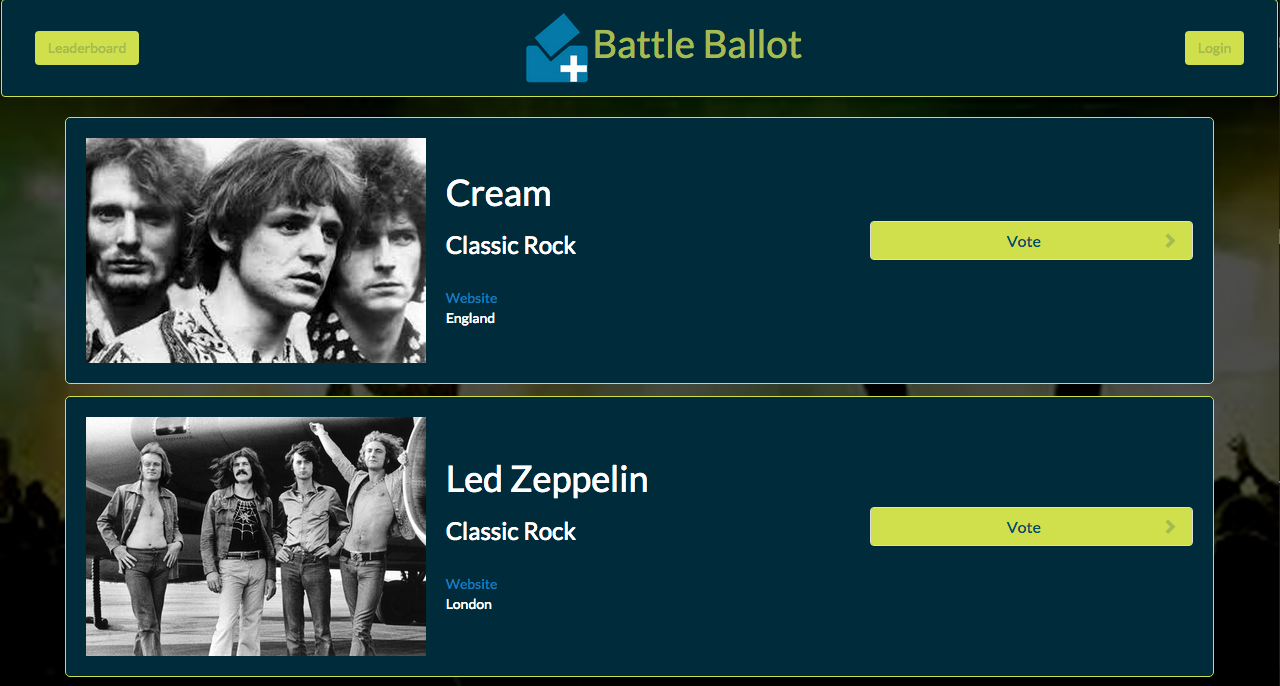 Leaderboard
Battle Ballot
Login
Cream
Classic Rock
Vote
Website
England
Led Zeppelin
Classic Rock
Vote
Website
London